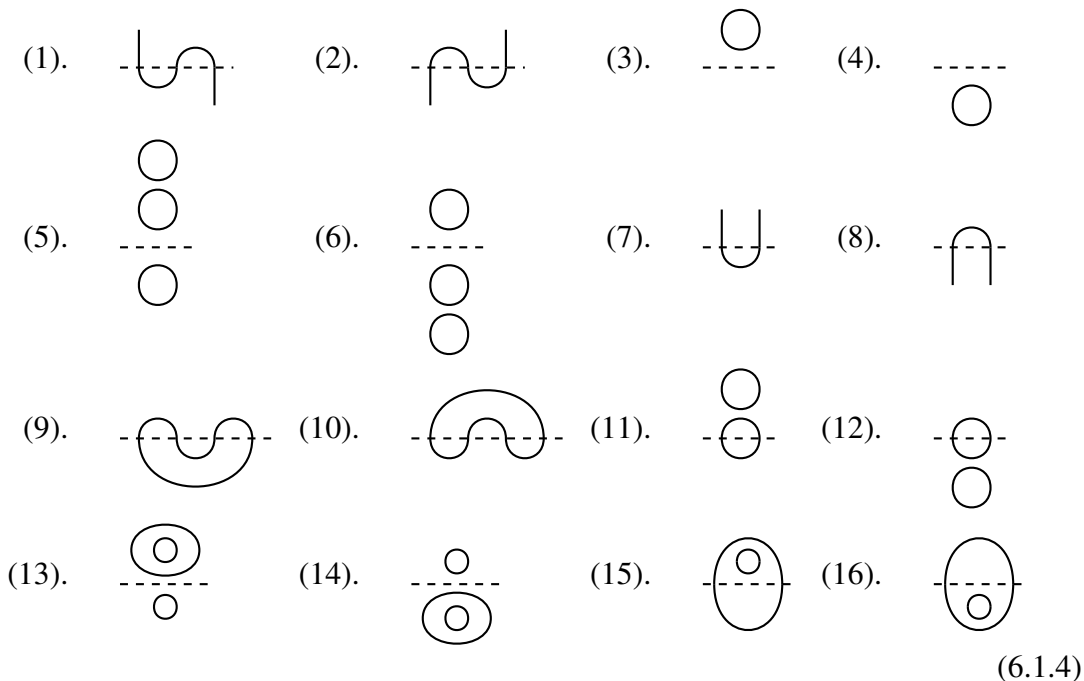 (1). (2). (3). (4).
(5). (6). (7). (8).
(9). (10). (11). (12).
(13). (14). (15). (16).
(6.1.4)